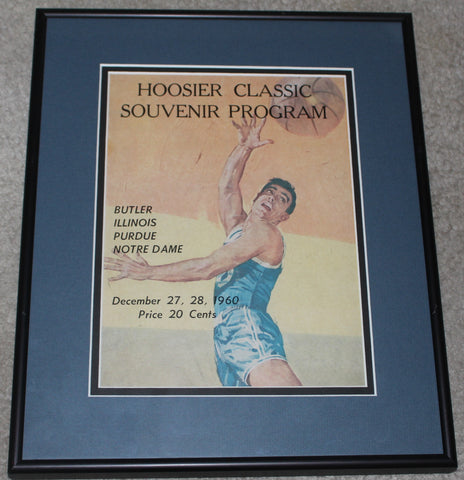 HOOSIER CLASSIC
SOUVENIR PROGRAM
BUTLER
ILLINOIS
PURDUE
NOTRE DAME
December 27, 28, 1960
Price 20 Cents